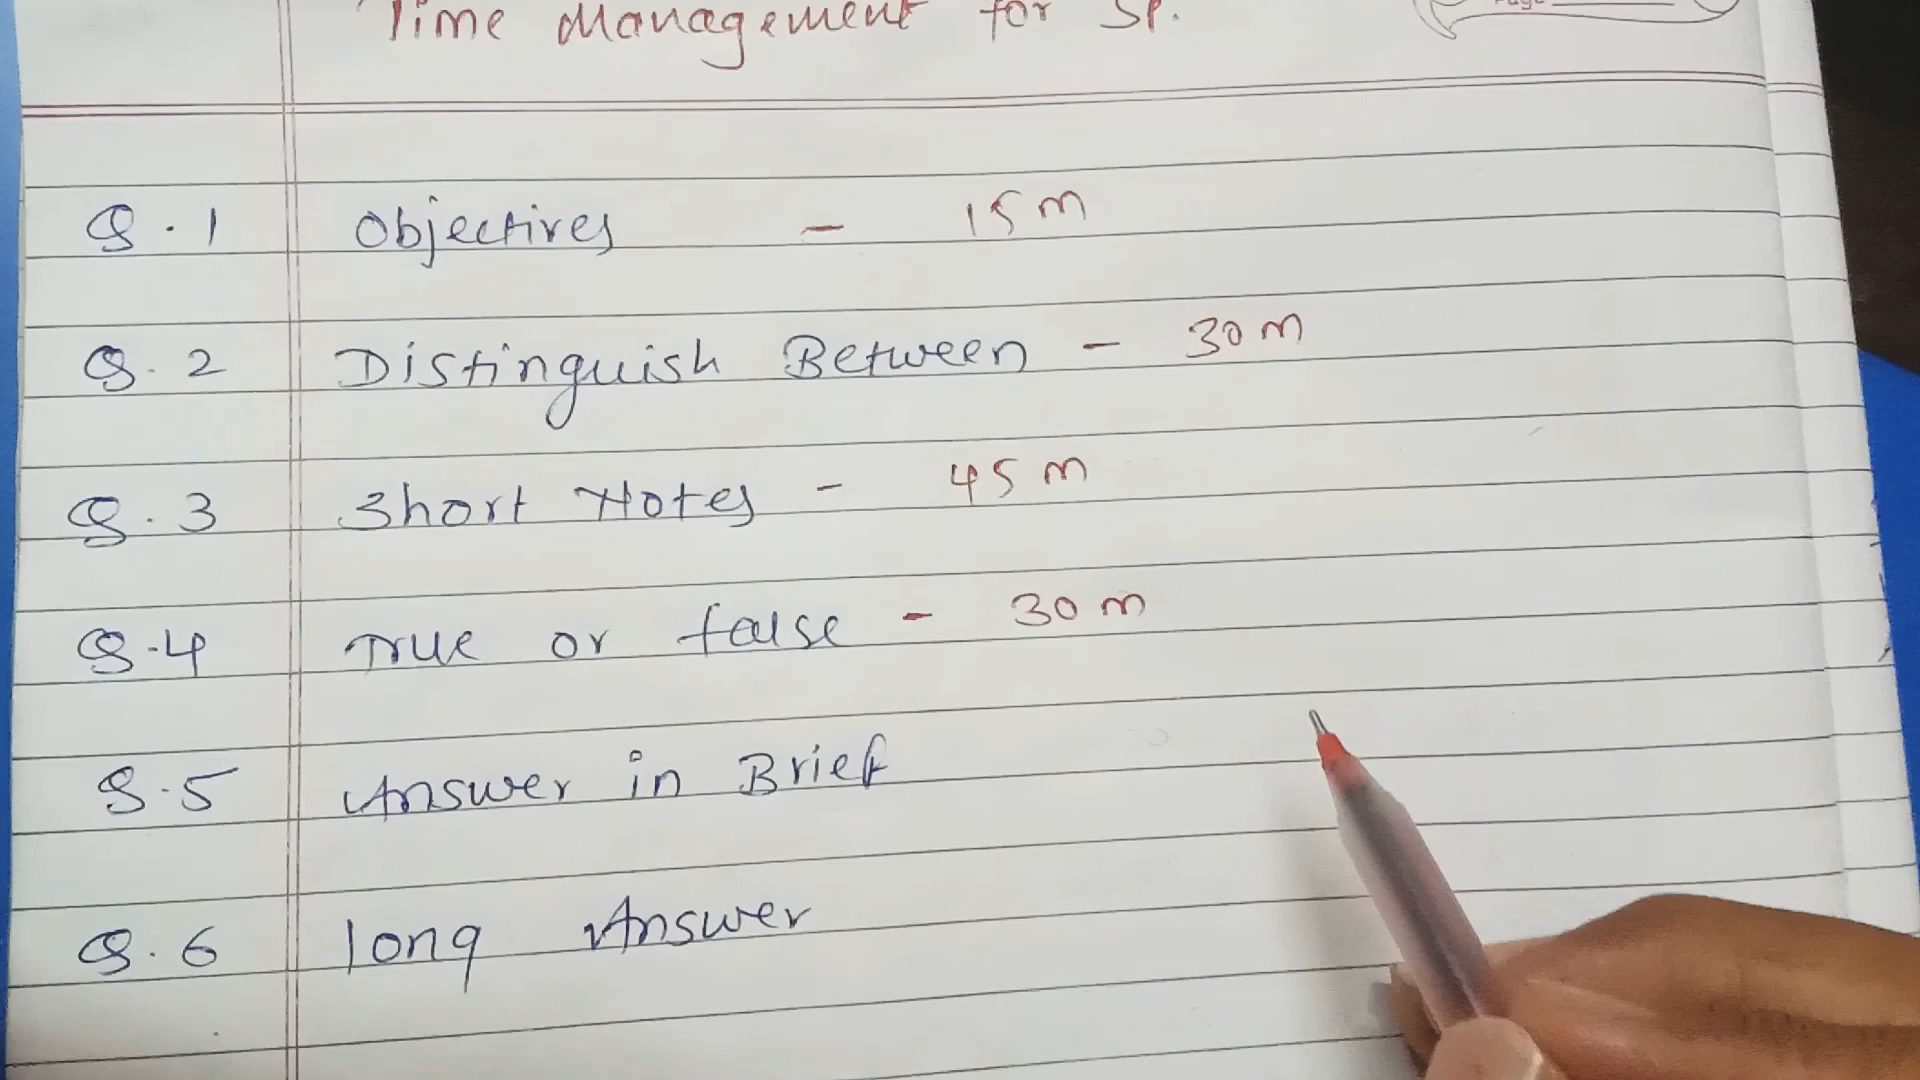 Time Management for SP.
Page
Q.1 Objectives - 15 m
Q.2 Distinguish Between - 30 m
Q.3 Short Notes - 45 m
Q.4 True or false - 30 m
Q.5 Answer in Brief
Q.6 long Answer